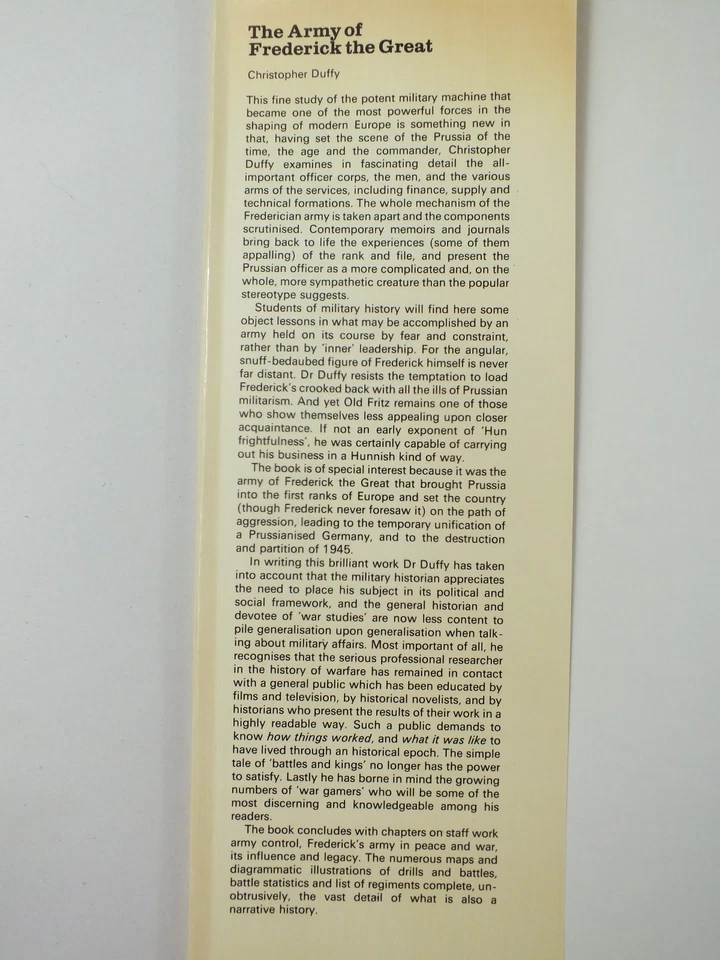 The Army of
Frederick the Great
Christopher Duffy
This fine study of the potent military machine that
became one of the most powerful forces in the
shaping of modern Europe is something new in
that, having set the scene of the Prussia of the
time, the age and the commander, Christopher
Duffy examines in fascinating detail the all-
important officer corps, the men, and the various
arms of the services, including finance, supply and
technical formations. The whole mechanism of the
Frederician army is taken apart and the components
scrutinised. Contemporary memoirs and journals
bring back to life the experiences (some of them
appalling) of the rank and file, and present the
Prussian officer as a more complicated and, on the
whole, more sympathetic creature than the popular
stereotype suggests.
Students of military history will find here some
object lessons in what may be accomplished by an
army held on its course by fear and constraint,
rather than by 'inner' leadership. For the angular,
snuff-bedaubed figure of Frederick himself is never
far distant. Dr Duffy resists the temptation to load
Frederick's crooked back with all the ills of Prussian
militarism. And yet Old Fritz remains one of those
who show themselves less appealing upon closer
acquaintance. If not an early exponent of 'Hun
frightfulness', he was certainly capable of carrying
out his business in a Hunnish kind of way.
The book is of special interest because it was the
army of Frederick the Great that brought Prussia
into the first ranks of Europe and set the country
(though Frederick never foresaw it) on the path of
aggression, leading to the temporary unification of
a Prussianised Germany, and to the destruction
and partition of 1945.
In writing this brilliant work Dr Duffy has taken
into account that the military historian appreciates
the need to place his subject in its political and
social framework, and the general historian and
devotee of 'war studies' are now less content to
pile generalisation upon generalisation when talk-
ing about military affairs. Most important of all, he
recognises that the serious professional researcher
in the history of warfare has remained in contact
with a general public which has been educated by
films and television, by historical novelists, and by
historians who present the results of their work in a
highly readable way. Such a public demands to
know how things worked, and what it was like to
have lived through an historical epoch. The simple
tale of 'battles and kings' no longer has the power
to satisfy. Lastly he has borne in mind the growing
numbers of 'war gamers' who will be some of the
most discerning and knowledgeable among his
readers.
The book concludes with chapters on staff work
army control, Frederick's army in peace and war,
its influence and legacy. The numerous maps and
diagrammatic illustrations of drills and battles,
battle statistics and list of regiments complete, un-
obtrusively, the vast detail of what is also a
narrative history.